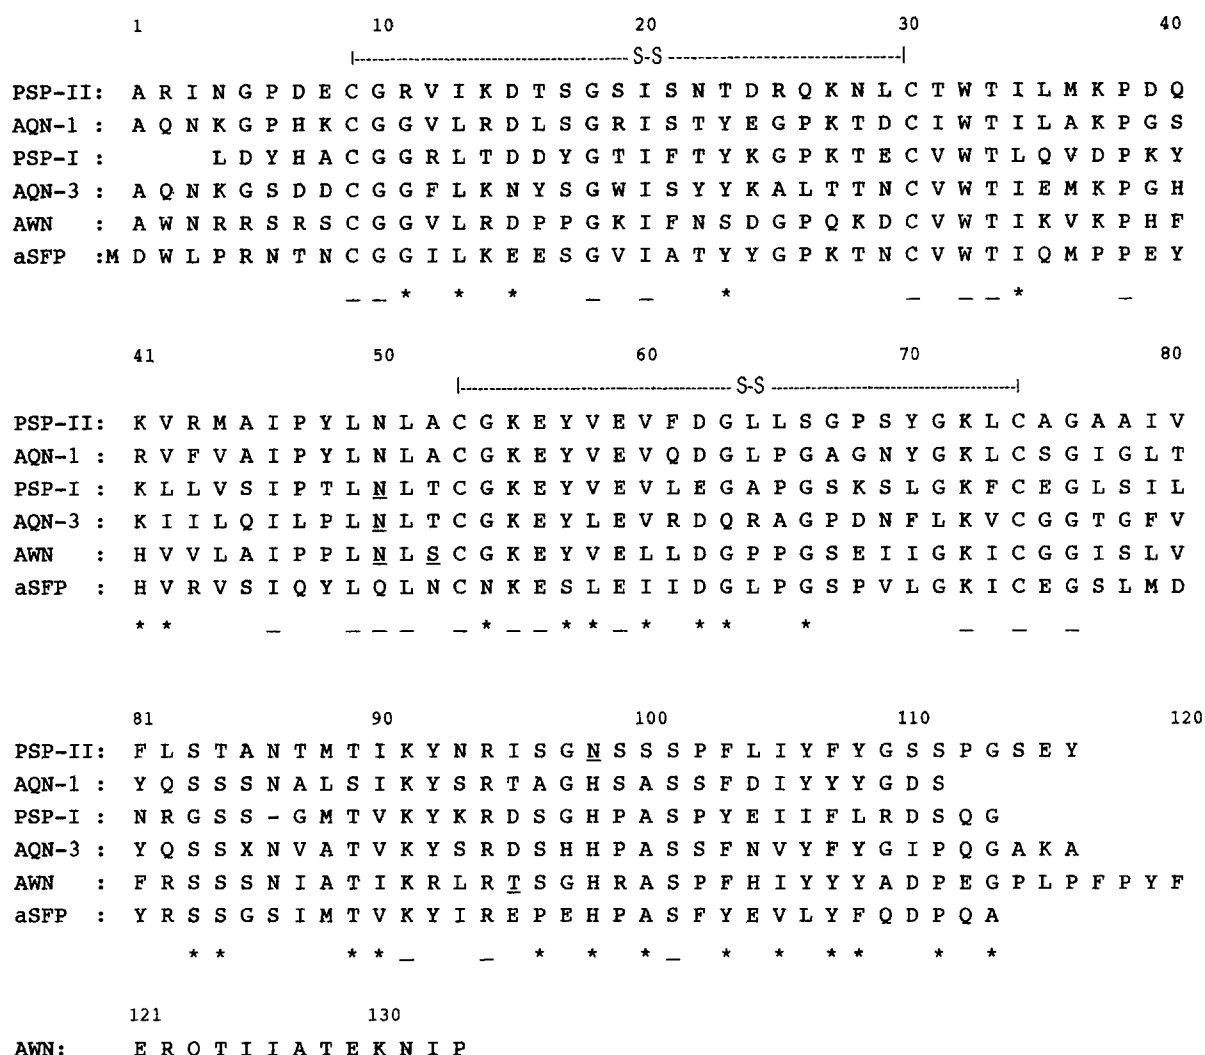 1 10 20 30 40
|---------- S-S ----------|
PSP-II: A R I N G P D E C G R V I K D T S G S I S N T D R Q K N L C T W T I L M K P D Q
AQN-1 : A Q N K G P H K C G G V L R D L S G R I S T Y E G P K T D C I W T I L A K P G S
PSP-I : L D Y H A C G G R L T D D Y G T I F T Y K G P K T E C V W T L Q V D P K Y
AQN-3 : A Q N K G S D D C G G F L K N Y S G W I S Y Y K A L T T N C V W T I E M K P G H
AWN : A W N R R S R S C G G V L R D P P G K I F N S D G P Q K D C V W T I K V K P H F
aSFP :M D W L P R N T N C G G I L K E E S G V I A T Y Y G P K T N C V W T I Q M P P E Y
_ _ * * * _ _ * _ _ _ * _
41 50 60 70 80
|---------- S-S ----------|
PSP-II: K V R M A I P Y L N L A C G K E Y V E V F D G L L S G P S Y G K L C A G A A I V
AQN-1 : R V F V A I P Y L N L A C G K E Y V E V Q D G L P G A G N Y G K L C S G I G L T
PSP-I : K L L V S I P T L N L T C G K E Y V E V L E G A P G S K S L G K F C E G L S I L
AQN-3 : K I I L Q I L P L N L T C G K E Y L E V R D Q R A G P D N F L K V C G G T G F V
AWN : H V V L A I P P L N L S C G K E Y V E L L D G P P G S E I I G K I C G G I S L V
aSFP : H V R V S I Q Y L Q L N C N K E S L E I I D G L P G S P V L G K I C E G S L M D
* * _ _ _ _ _ * _ _ * * _ * * * * _ _ _
81 90 100 110 120
PSP-II: F L S T A N T M T I K Y N R I S G N S S S P F L I Y F Y G S S P G S E Y
AQN-1 : Y Q S S S N A L S I K Y S R T A G H S A S S F D I Y Y Y G D S
PSP-I : N R G S S - G M T V K Y K R D S G H P A S P Y E I I F L R D S Q G
AQN-3 : Y Q S S X N V A T V K Y S R D S H H P A S S F N V Y F Y G I P Q G A K A
AWN : F R S S S N I A T I K R L R T S G H R A S P F H I Y Y Y A D P E G P L P F P Y F
aSFP : Y R S S G S I M T V K Y I R E P E H P A S F Y E V L Y F Q D P Q A
* * * * _ _ * * * _ * * * * * *
121 130
AWN: E R Q T I I A T E K N I P